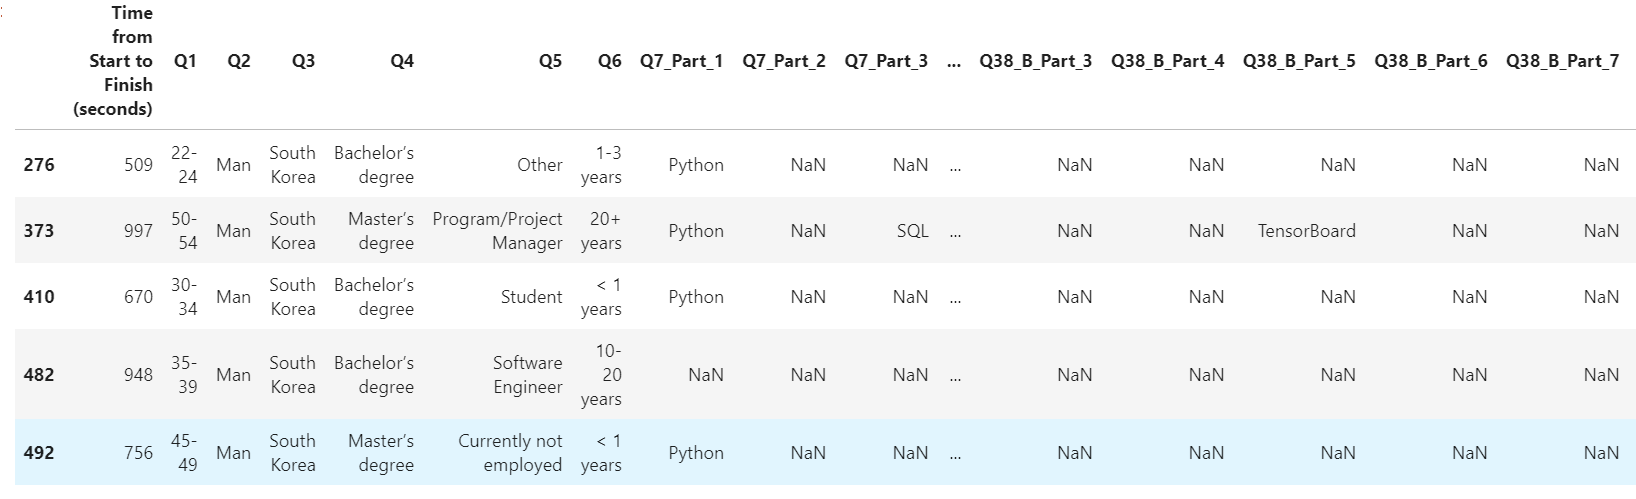 Time from Start to Finish (seconds) Q1 Q2 Q3 Q4 Q5 Q6 Q7_Part_1 Q7_Part_2 Q7_Part_3 ... Q38_B_Part_3 Q38_B_Part_4 Q38_B_Part_5 Q38_B_Part_6 Q38_B_Part_7
276 509 22-24 Man South Korea Bachelor’s degree Other 1-3 years Python NaN NaN ... NaN NaN NaN NaN NaN
373 997 50-54 Man South Korea Master’s degree Program/Project Manager 20+ years Python NaN SQL ... NaN NaN TensorBoard NaN NaN
410 670 30-34 Man South Korea Bachelor’s degree Student < 1 years Python NaN NaN ... NaN NaN NaN NaN NaN
482 948 35-39 Man South Korea Bachelor’s degree Software Engineer 10-20 years NaN NaN NaN ... NaN NaN NaN NaN NaN
492 756 45-49 Man South Korea Master’s degree Currently not employed < 1 years Python NaN NaN ... NaN NaN NaN NaN NaN